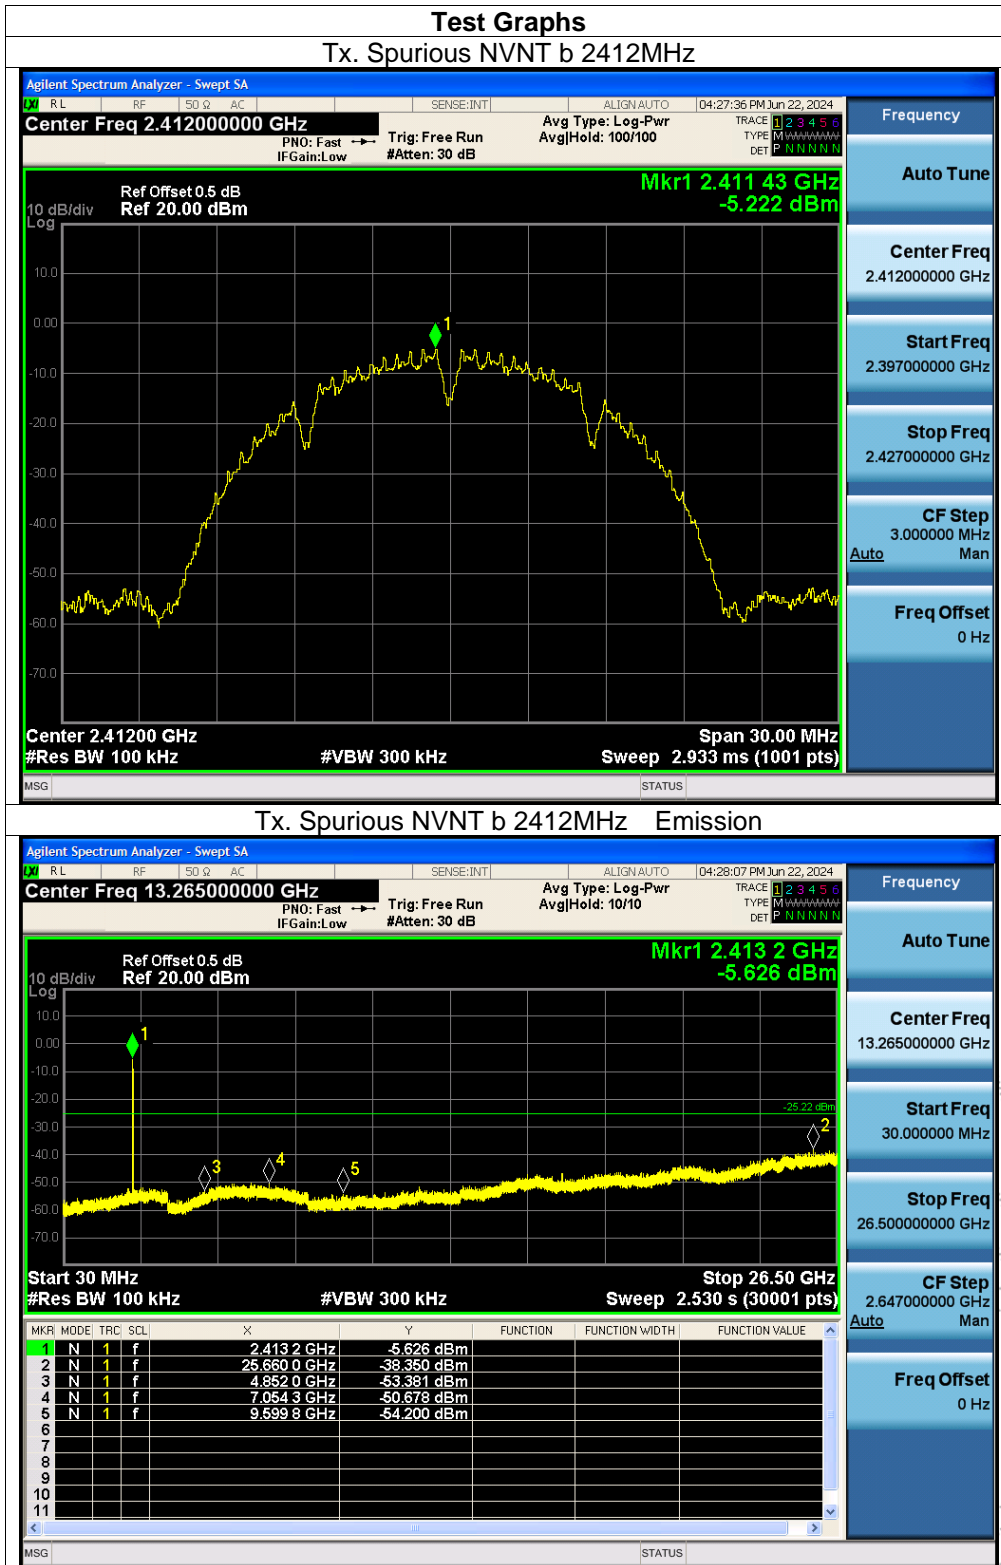 Test Graphs
Tx. Spurious NVNT b 2412MHz
Agilent Spectrum Analyzer - Swept SA
LXI RL RF 50 Ω AC SENSE:INT ALIGN AUTO 04:27:36 PM Jun 22, 2024
Center Freq 2.412000000 GHz
PNO: Fast Trig: Free Run Avg Type: Log-Pwr TRACE 1 2 3 4 5 6
IFGain:Low #Atten: 30 dB Avg|Hold: 100/100 TYPE M WWWWW
DET P N N N N N
Mkr1 2.411 43 GHz
-5.222 dBm
Ref Offset 0.5 dB
10 dB/div Ref 20.00 dBm
Log
10.0
0.00
-10.0
-20.0
-30.0
-40.0
-50.0
-60.0
-70.0
1
Center 2.41200 GHz Span 30.00 MHz
#Res BW 100 kHz #VBW 300 kHz Sweep 2.933 ms (1001 pts)
MSG STATUS
Frequency
Auto Tune
Center Freq
2.412000000 GHz
Start Freq
2.397000000 GHz
Stop Freq
2.427000000 GHz
CF Step
3.000000 MHz
Auto Man
Freq Offset
0 Hz
Tx. Spurious NVNT b 2412MHz Emission
Agilent Spectrum Analyzer - Swept SA
LXI RL RF 50 Ω AC SENSE:INT ALIGN AUTO 04:28:07 PM Jun 22, 2024
Center Freq 13.265000000 GHz
PNO: Fast Trig: Free Run Avg Type: Log-Pwr TRACE 1 2 3 4 5 6
IFGain:Low #Atten: 30 dB Avg|Hold: 10/10 TYPE M WWWWW
DET P N N N N N
Mkr1 2.413 2 GHz
-5.626 dBm
Ref Offset 0.5 dB
10 dB/div Ref 20.00 dBm
Log
10.0
0.00
-10.0
-20.0
-30.0
-40.0
-50.0
-60.0
-70.0
1
-25.22 dBm
2
3
4
5
Start 30 MHz Stop 26.50 GHz
#Res BW 100 kHz #VBW 300 kHz Sweep 2.530 s (30001 pts)
MKR MODE TRC SCL X Y FUNCTION FUNCTION WIDTH FUNCTION VALUE
1 N 1 f 2.413 2 GHz -5.626 dBm
2 N 1 f 25.660 0 GHz -38.350 dBm
3 N 1 f 4.852 0 GHz -53.381 dBm
4 N 1 f 7.054 3 GHz -50.678 dBm
5 N 1 f 9.599 8 GHz -54.200 dBm
6
7
8
9
10
11
MSG STATUS
Frequency
Auto Tune
Center Freq
13.265000000 GHz
Start Freq
30.000000 MHz
Stop Freq
26.500000000 GHz
CF Step
2.647000000 GHz
Auto Man
Freq Offset
0 Hz